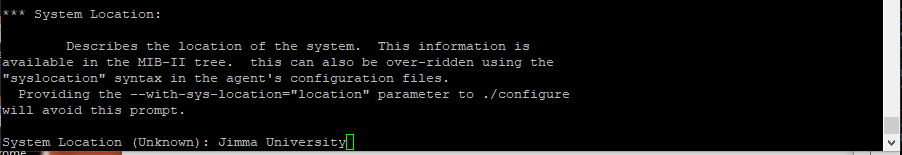 *** System Location:
Describes the location of the system. This information is
available in the MIB-II tree. this can also be over-ridden using the
"syslocation" syntax in the agent's configuration files.
Providing the --with-sys-location="location" parameter to ./configure
will avoid this prompt.
System Location (Unknown): Jimma University